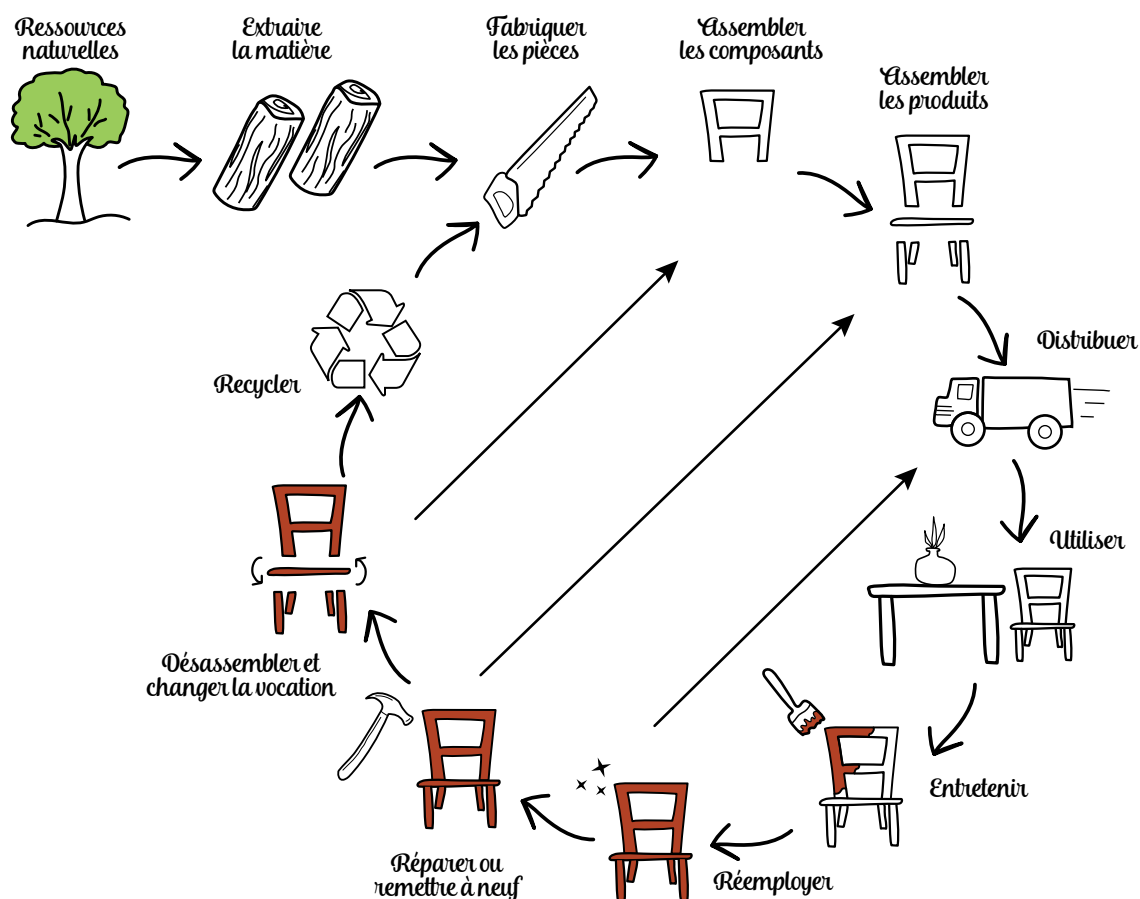 Ressources
naturelles
Extraire
la matière
Fabriquer
les pièces
Assembler
les composants
Assembler
les produits
Distribuer
Utiliser
Entretenir
Réemployer
Réparer ou
remettre à neuf
Désassembler et
changer la vocation
Recycler